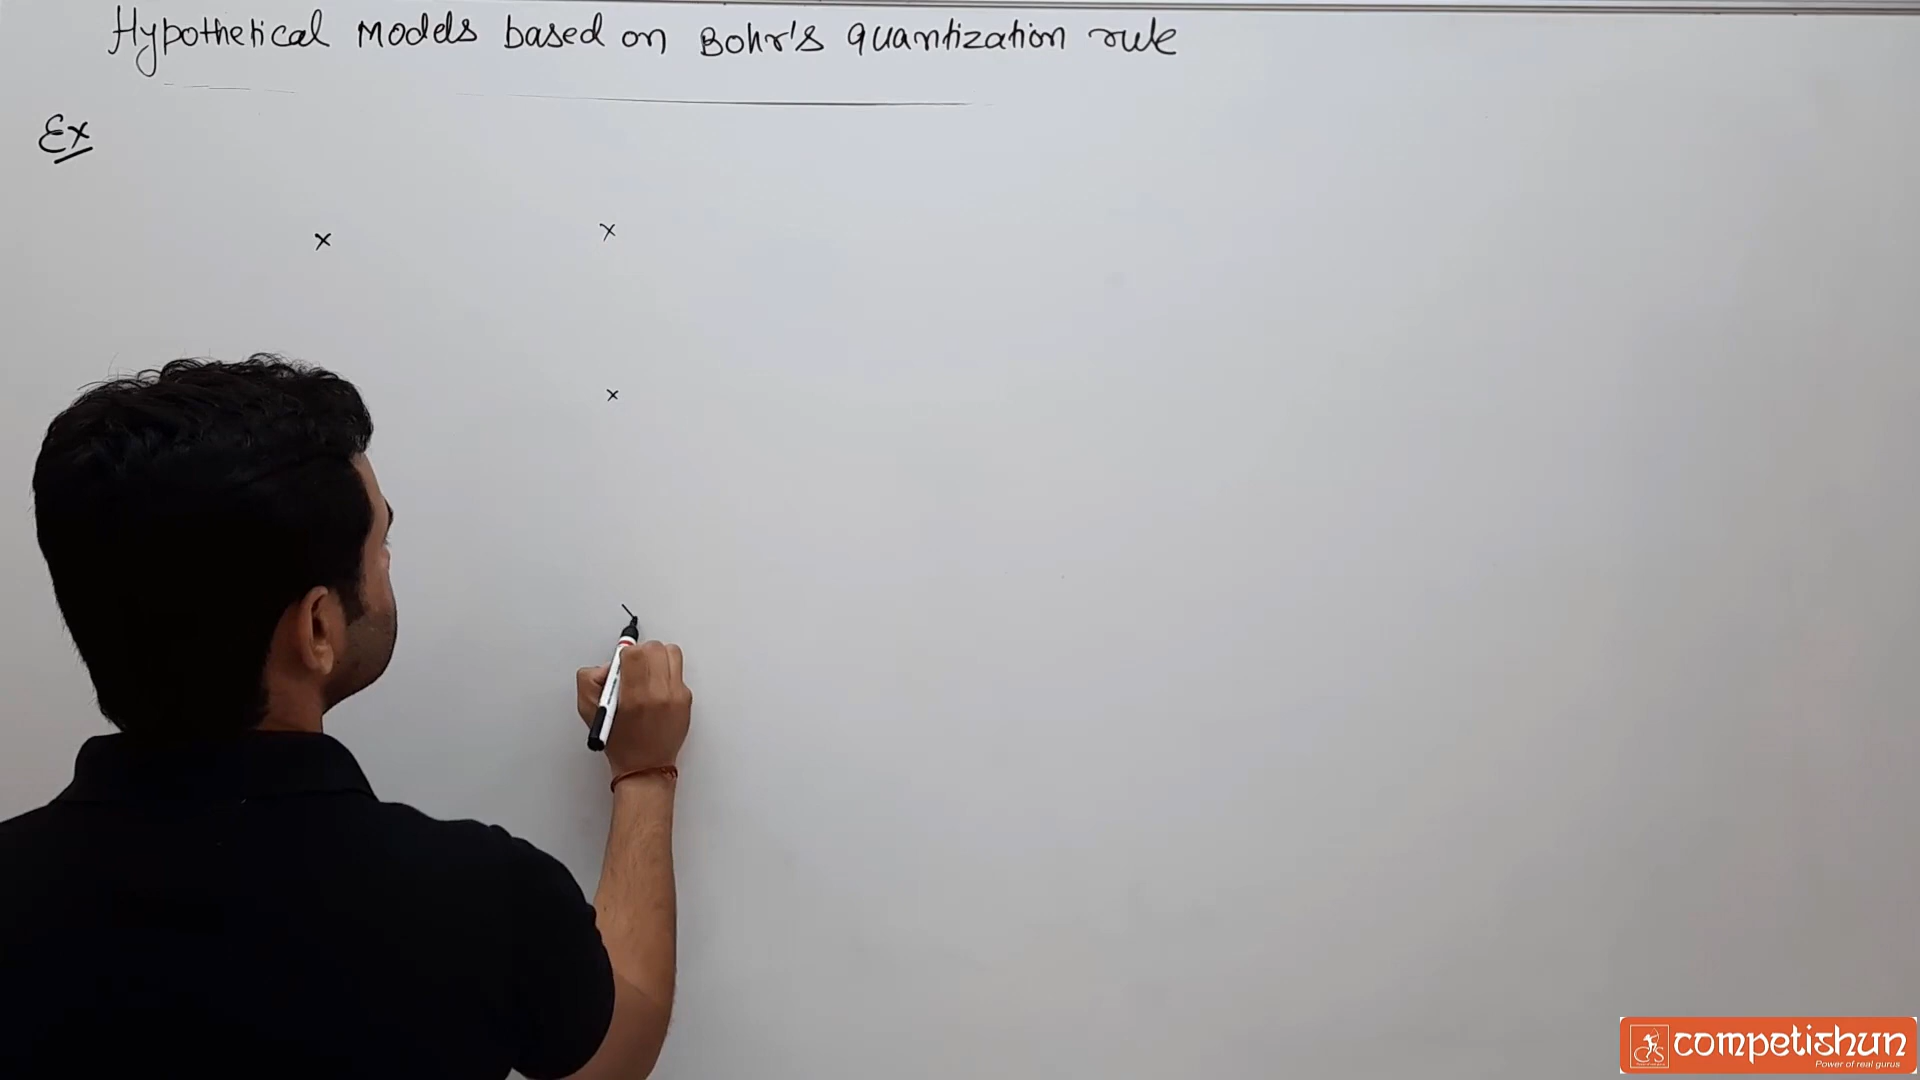 Hypothetical Models based on Bohr's quantization rule
Ex
x x
x
competishun
Power of real gurus